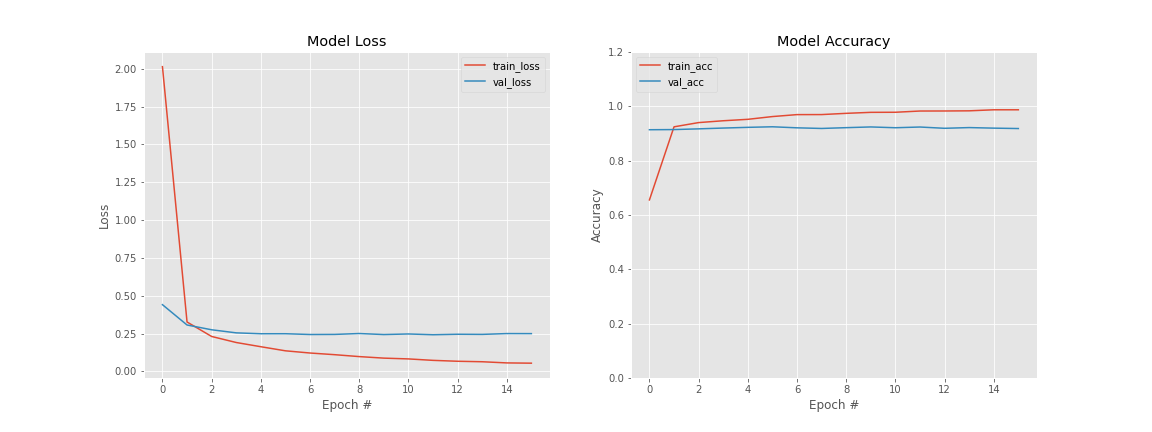 Model Loss
train_loss
val_loss
2.00
1.75
1.50
1.25
1.00
0.75
0.50
0.25
0.00
Loss
0 2 4 6 8 10 12 14
Epoch #
Model Accuracy
train_acc
val_acc
1.2
1.0
0.8
0.6
0.4
0.2
0.0
Accuracy
0 2 4 6 8 10 12 14
Epoch #